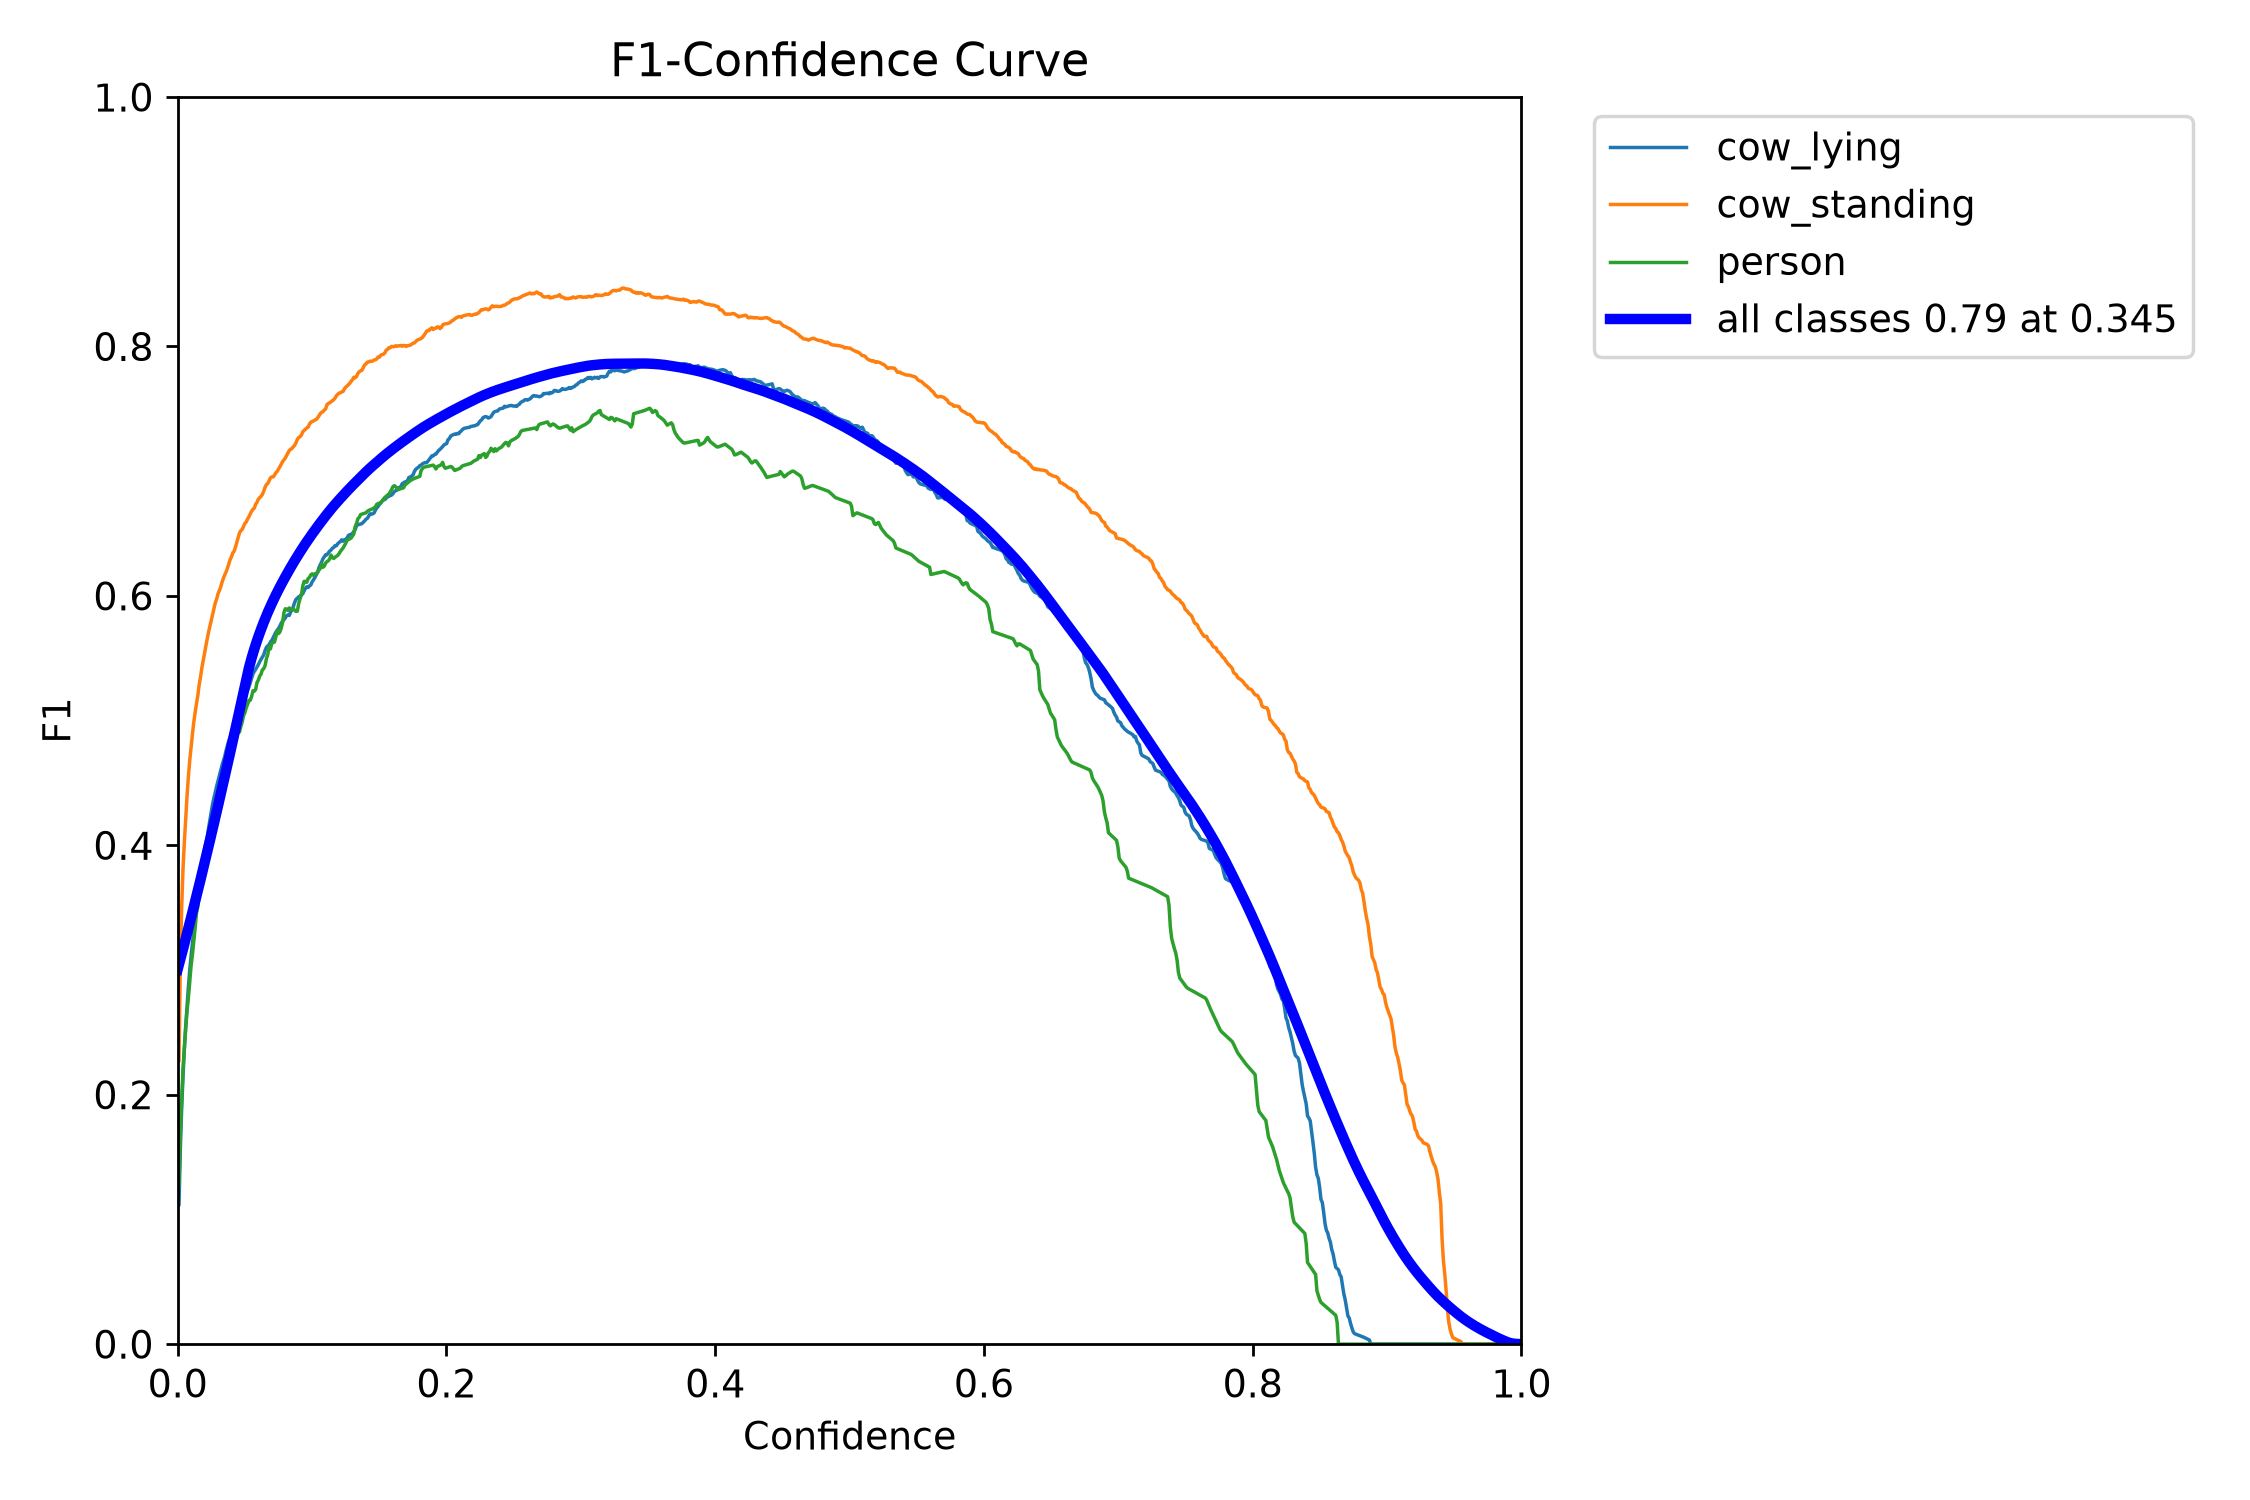 F1-Confidence Curve
1.0
0.8
0.6
0.4
0.2
0.0
F1
0.0 0.2 0.4 0.6 0.8 1.0
Confidence
cow_lying
cow_standing
person
all classes 0.79 at 0.345